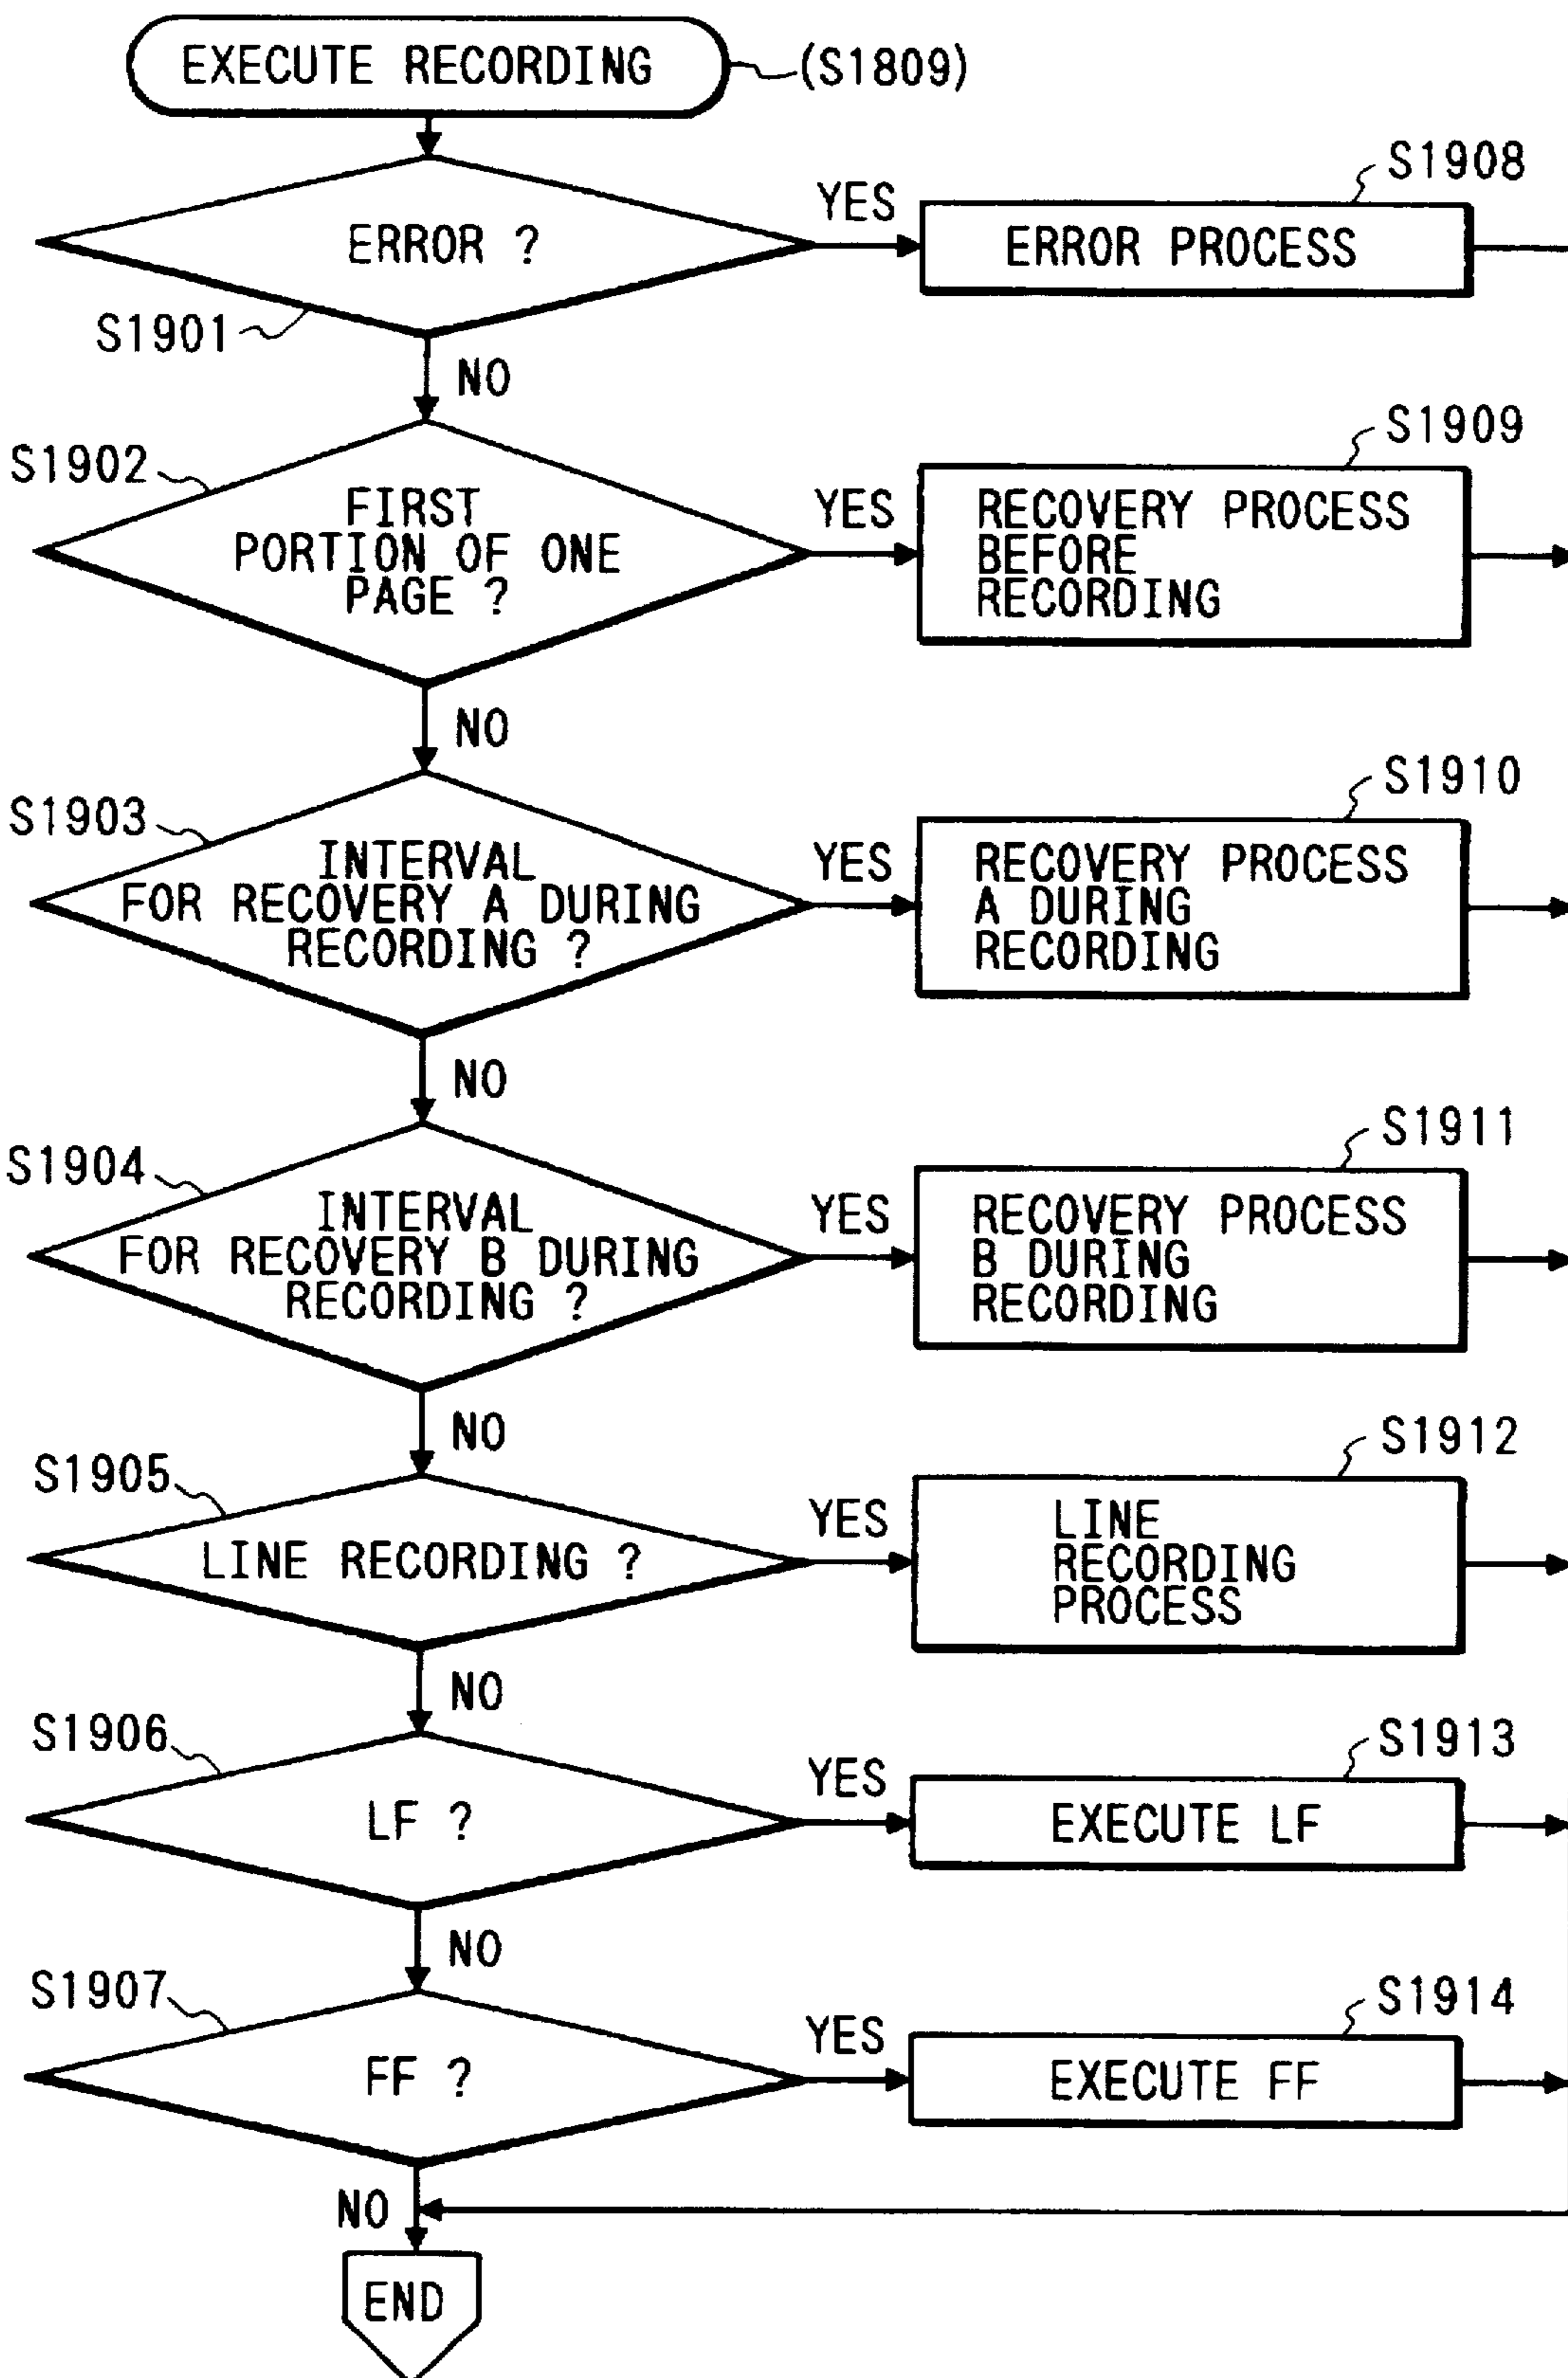 EXECUTE RECORDING
(S1809)
ERROR ?
S1901
YES
S1908
ERROR PROCESS
NO
S1902
FIRST
PORTION OF ONE
PAGE ?
YES
S1909
RECOVERY PROCESS
BEFORE
RECORDING
NO
S1903
INTERVAL
FOR RECOVERY A DURING
RECORDING ?
YES
S1910
RECOVERY PROCESS
A DURING
RECORDING
NO
S1904
INTERVAL
FOR RECOVERY B DURING
RECORDING ?
YES
S1911
RECOVERY PROCESS
B DURING
RECORDING
NO
S1905
LINE RECORDING ?
YES
S1912
LINE
RECORDING
PROCESS
NO
S1906
LF ?
YES
S1913
EXECUTE LF
NO
S1907
FF ?
YES
S1914
EXECUTE FF
NO
END